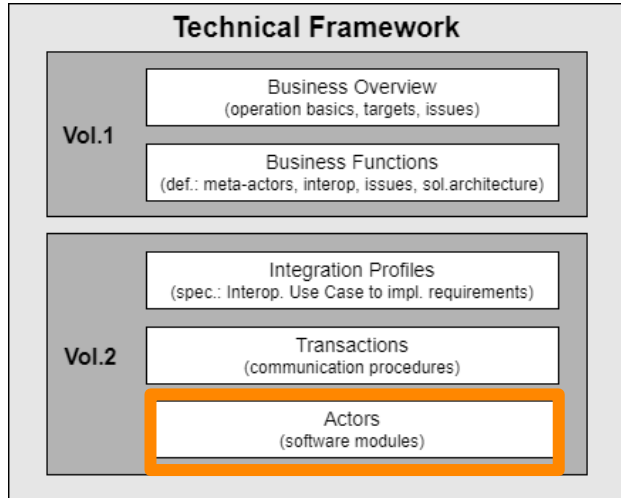 Technical Framework
Vol.1
Business Overview
(operation basics, targets, issues)
Business Functions
(def.: meta-actors, interop, issues, sol.architecture)
Vol.2
Integration Profiles
(spec.: Interop. Use Case to impl. requirements)
Transactions
(communication procedures)
Actors
(software modules)